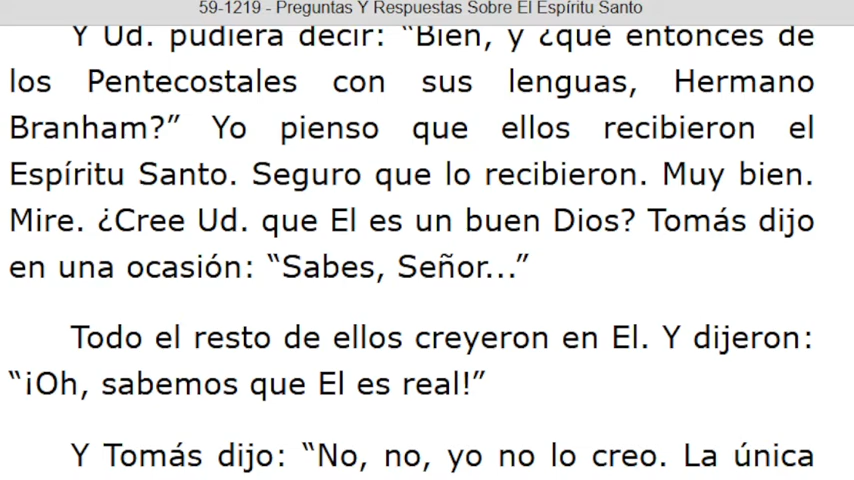 59-1219 - Preguntas Y Respuestas Sobre El Espíritu Santo
Y Ud. pudiera decir: “Bien, y ¿qué entonces de
los Pentecostales con sus lenguas, Hermano
Branham?” Yo pienso que ellos recibieron el
Espíritu Santo. Seguro que lo recibieron. Muy bien.
Mire. ¿Cree Ud. que El es un buen Dios? Tomás dijo
en una ocasión: “Sabes, Señor...”
Todo el resto de ellos creyeron en El. Y dijeron:
“¡Oh, sabemos que El es real!”
Y Tomás dijo: “No, no, yo no lo creo. La única